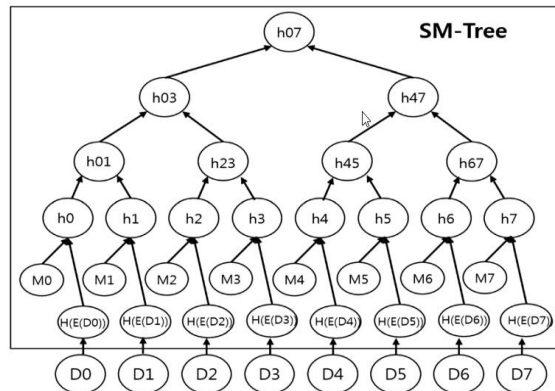 h07
SM-Tree
h03
h47
h01
h23
h45
h67
h0
h1
h2
h3
h4
h5
h6
h7
M0
M1
M2
M3
M4
M5
M6
M7
H(E(D0))
H(E(D1))
H(E(D2))
H(E(D3))
H(E(D4))
H(E(D5))
H(E(D6))
H(E(D7))
D0
D1
D2
D3
D4
D5
D6
D7